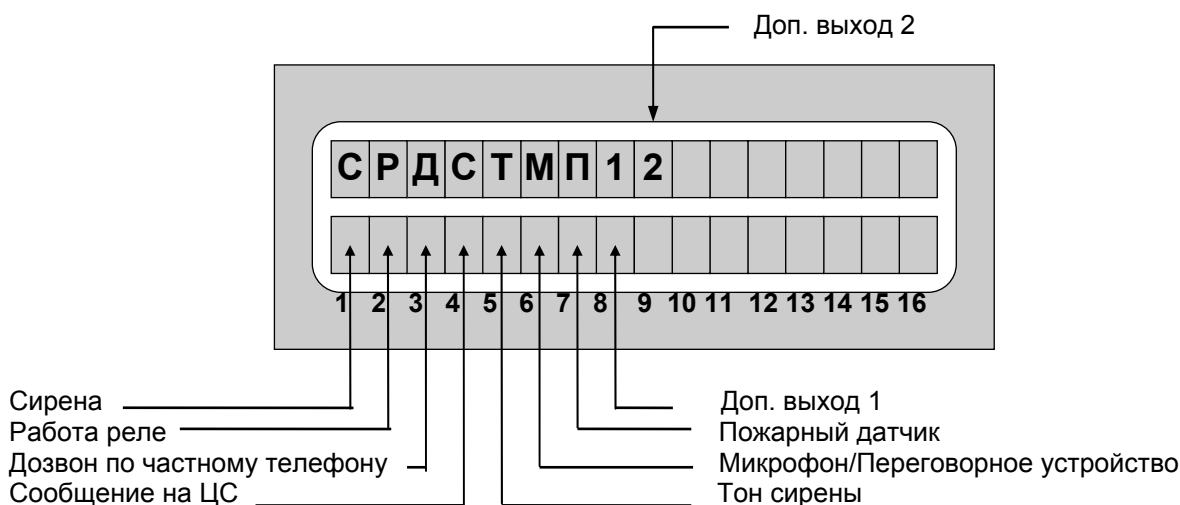 Доп. выход 2
С Р Д С Т М П 1 2
1 2 3 4 5 6 7 8 9 10 11 12 13 14 15 16
Сирена
Работа реле
Дозвон по частному телефону
Сообщение на ЦС
Доп. выход 1
Пожарный датчик
Микрофон/Переговорное устройство
Тон сирены